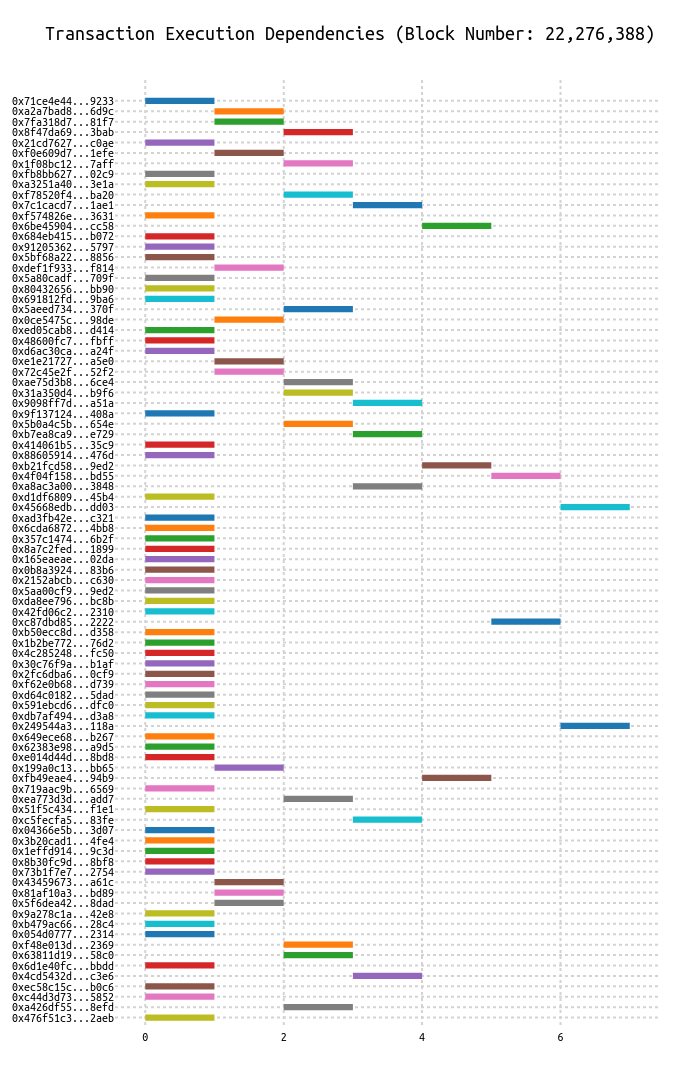 Transaction Execution Dependencies (Block Number: 22,276,388)
0x71ce4e44...9233
0xa2a7bad8...6d9c
0x7fa318d7...81f7
0x8f47da69...3bab
0x21cd7627...c0ae
0xf0e609d7...1efe
0x1f08bc12...7aff
0xfb8bb627...02c9
0xa3251a40...3e1a
0xf78520f4...ba20
0x7c1cacd7...1ae1
0xf574826e...3631
0x6be45904...cc58
0x684eb415...b072
0x91205362...5797
0x5bf68a22...8856
0xdef1f933...f814
0x5a80cadf...709f
0x80432656...bb90
0x691812fd...9ba6
0x5aeed734...370f
0x0ce5475c...98de
0xed05cab8...d414
0x48600fc7...fbff
0xd6ac30ca...a24f
0xe1e21727...a5e0
0x72c45e2f...52f2
0xae75d3b8...6ce4
0x31a350d4...b9f6
0x9098ff7d...a51a
0x9f137124...408a
0x5b0a4c5b...654e
0xb7ea8ca9...e729
0x414061b5...35c9
0x88605914...476d
0xb21fcd58...9ed2
0x4f04f158...bd55
0xa8ac3a00...3848
0xd1df6809...45b4
0x45668edb...dd03
0xad3fb42e...c321
0x6cda6872...4bb8
0x357c1474...6b2f
0x8a7c2fed...1899
0x165eaeae...02da
0x0b8a3924...83b6
0x2152abcb...c630
0x5aa00cf9...9ed2
0xda8ee796...bc8b
0x42fd06c2...2310
0xc87dbd85...2222
0xb50ecc8d...d358
0x1b2be772...76d2
0x4c285248...fc50
0x30c76f9a...b1af
0x2fc6dba6...0cf9
0xf62e0b68...d739
0xd64c0182...5dad
0x591ebcd6...dfc0
0xdb7af494...d3a8
0x249544a3...118a
0x649ece68...b267
0x62383e98...a9d5
0xe014d44d...8bd8
0x199a0c13...bb65
0xfb49eae4...94b9
0x719aac9b...6569
0xea773d3d...add7
0x51f5c434...f1e1
0xc5fecfa5...83fe
0x04366e5b...3d07
0x3b20cad1...4fe4
0x1effd914...9c3d
0x8b30fc9d...8bf8
0x73b1f7e7...2754
0x43459673...a61c
0x81af10a3...bd89
0x5f6dea42...8dad
0x9a278c1a...42e8
0xb479ac66...28c4
0x054d0777...2314
0xf48e013d...2369
0x63811d19...58c0
0x6d1e40fc...bbdd
0x4cd5432d...c3e6
0xec58c15c...b0c6
0xc44d3d73...5852
0xa426df55...8efd
0x476f51c3...2aeb
0 2 4 6